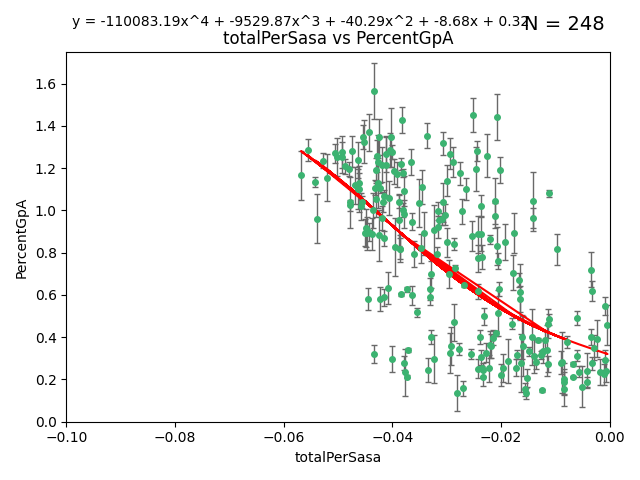 y = -110083.19x^4 + -9529.87x^3 + -40.29x^2 + -8.68x + 0.32
N = 248
totalPerSasa vs PercentGpA
PercentGpA
1.6
1.4
1.2
1.0
0.8
0.6
0.4
0.2
0.0
−0.10 −0.08 −0.06 −0.04 −0.02 0.00
totalPerSasa